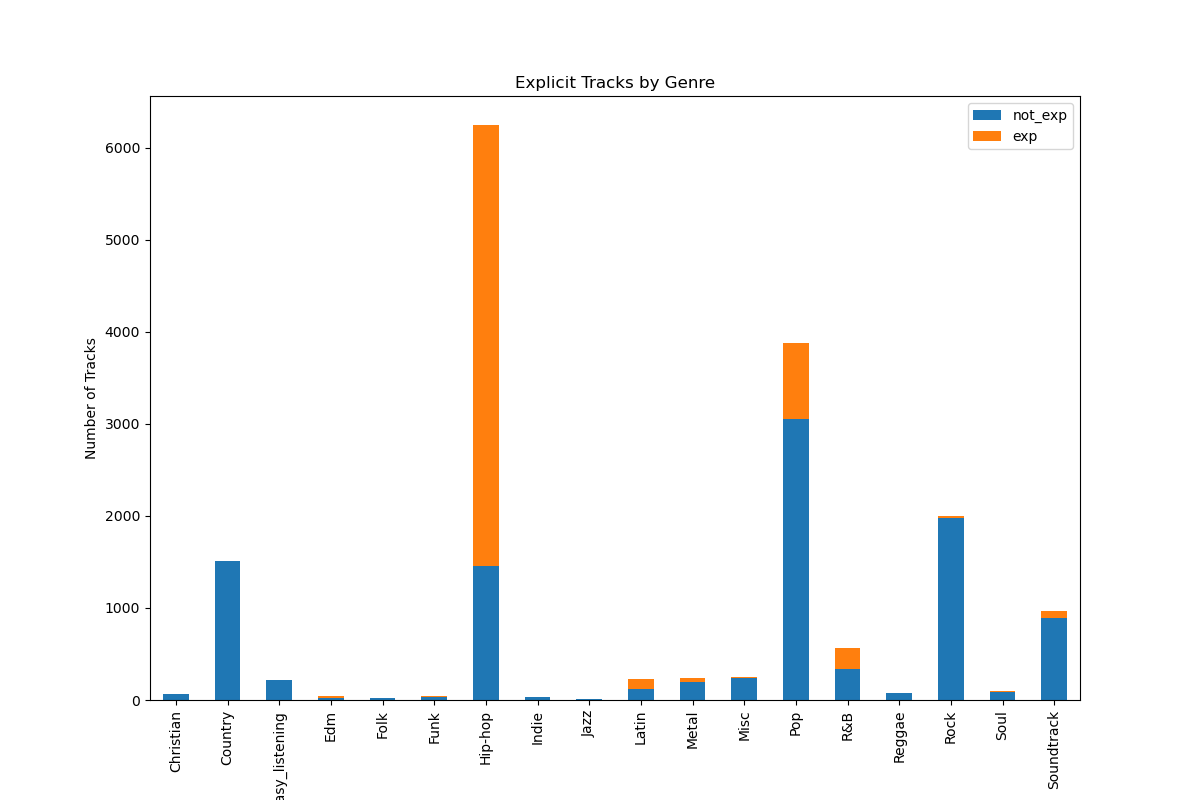 Explicit Tracks by Genre
not_exp
exp
Number of Tracks
6000
5000
4000
3000
2000
1000
0
Christian
Country
asy_listening
Edm
Folk
Funk
Hip-hop
Indie
Jazz
Latin
Metal
Misc
Pop
R&B
Reggae
Rock
Soul
Soundtrack